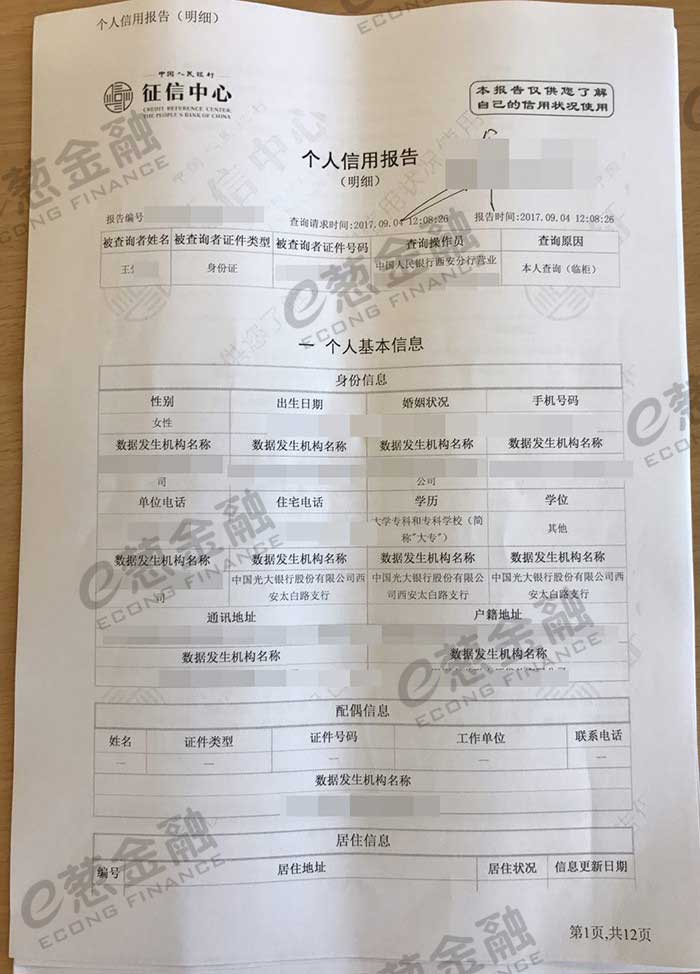 个人信用报告（明细）
中国人民银行
征信中心
CREDIT REFERENCE CENTER,
THE PEOPLE'S BANK OF CHINA
本报告仅供您了解
自己的信用状况使用
个人信用报告
（明细）
报告编号 查询请求时间:2017.09.04 12:08:26 报告时间:2017.09.04 12:08:26
被查询者姓名 被查询者证件类型 被查询者证件号码 查询操作员 查询原因
王 身份证 中国人民银行西安分行营业 本人查询（临柜）
一 个人基本信息
身份信息
性别 出生日期 婚姻状况 手机号码
女性
数据发生机构名称 数据发生机构名称 数据发生机构名称 数据发生机构名称
司 公司
单位电话 住宅电话 学历 学位
大学专科和专科学校（简称"大专"） 其他
数据发生机构名称 数据发生机构名称 数据发生机构名称 数据发生机构名称
司 中国光大银行股份有限公司西安太白路支行 中国光大银行股份有限公司西安太白路支行 中国光大银行股份有限公司西安太白路支行
通讯地址 户籍地址
数据发生机构名称 数据发生机构名称
配偶信息
姓名 证件类型 证件号码 工作单位 联系电话
— — — — —
数据发生机构名称
居住信息
编号 居住地址 居住状况 信息更新日期
第1页,共12页
e葱金融
ECONG FINANCE